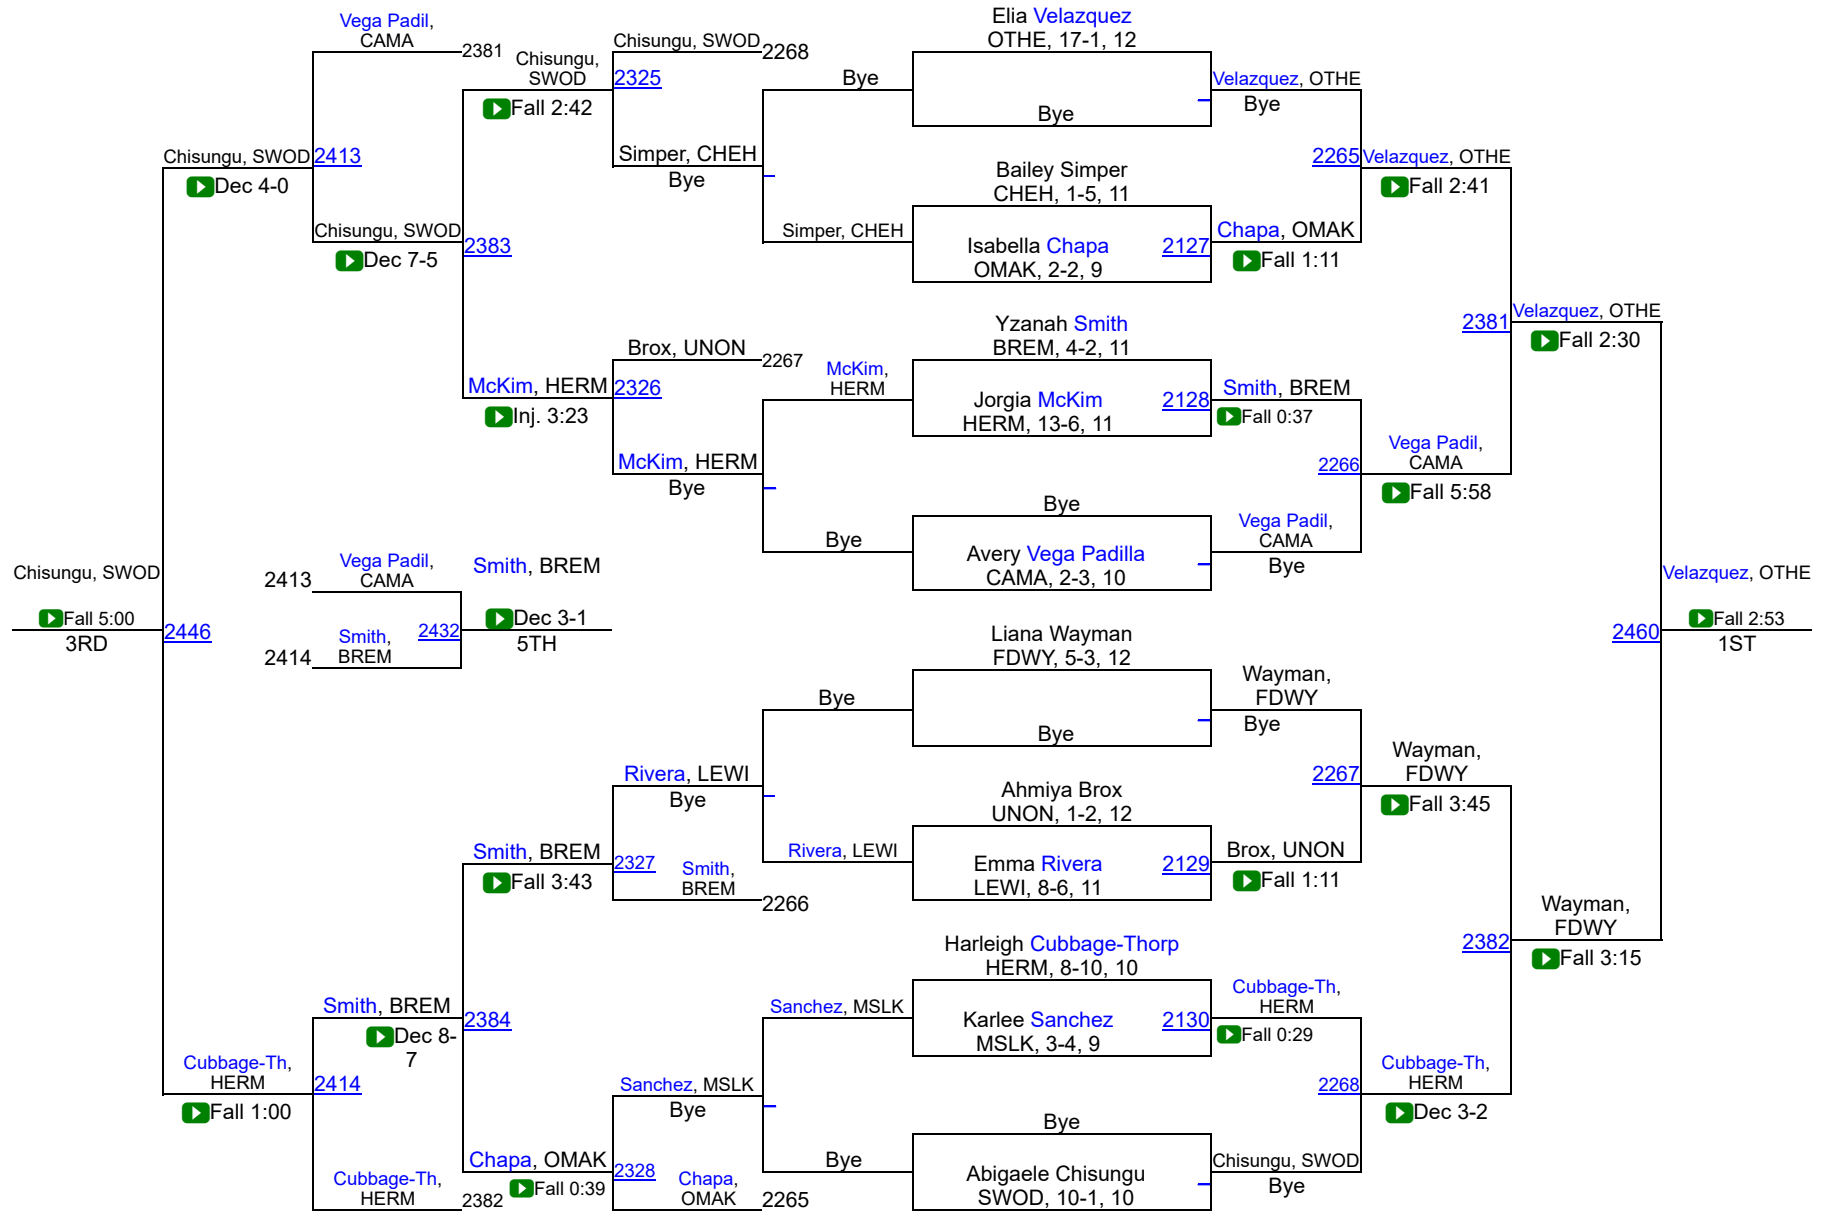 Vega Padil,
CAMA
2381
Chisungu,
SWOD
Fall 2:42
Chisungu, SWOD
2268
2325
Simper, CHEH
Bye
Chisungu, SWOD
2413
Dec 4-0
Chisungu, SWOD
Dec 7-5
2383
McKim, HERM
Inj. 3:23
Brox, UNON
2267
2326
McKim, HERM
Bye
Bye
Simper, CHEH
McKim,
HERM
Bye
Elia Velazquez
OTHE, 17-1, 12
Bye
Bailey Simper
CHEH, 1-5, 11
Isabella Chapa
OMAK, 2-2, 9
2127
Yzanah Smith
BREM, 4-2, 11
Jorgia McKim
HERM, 13-6, 11
2128
Bye
Avery Vega Padilla
CAMA, 2-3, 10
Velazquez, OTHE
Bye
2265
Chapa, OMAK
Fall 1:11
Velazquez, OTHE
Fall 2:41
Smith, BREM
Fall 0:37
2266
Vega Padil,
CAMA
Bye
Vega Padil,
CAMA
Fall 5:58
2381
Velazquez, OTHE
Fall 2:30
Chisungu, SWOD
Fall 5:00
3RD
2446
2413
Vega Padil,
CAMA
2414
Smith,
BREM
2432
Smith, BREM
Dec 3-1
5TH
Velazquez, OTHE
Fall 2:53
1ST
2460
Liana Wayman
FDWY, 5-3, 12
Bye
Ahmiya Brox
UNON, 1-2, 12
Emma Rivera
LEWI, 8-6, 11
2129
Harleigh Cubbage-Thorp
HERM, 8-10, 10
Karlee Sanchez
MSLK, 3-4, 9
2130
Bye
Abigaele Chisungu
SWOD, 10-1, 10
Bye
Rivera, LEWI
Bye
Rivera, LEWI
Smith, BREM
Fall 3:43
2327
Smith,
BREM
2266
Smith, BREM
Dec 8-
7
2384
Cubbage-Th,
HERM
Fall 1:00
2414
Cubbage-Th,
HERM
2382
Chapa, OMAK
Fall 0:39
Sanchez, MSLK
Bye
2328
Chapa,
OMAK
2265
Sanchez, MSLK
Bye
Wayman,
FDWY
Bye
2267
Brox, UNON
Fall 1:11
Wayman,
FDWY
Fall 3:45
Cubbage-Th,
HERM
Fall 0:29
2268
Chisungu, SWOD
Bye
Cubbage-Th,
HERM
Dec 3-2
2382
Wayman,
FDWY
Fall 3:15